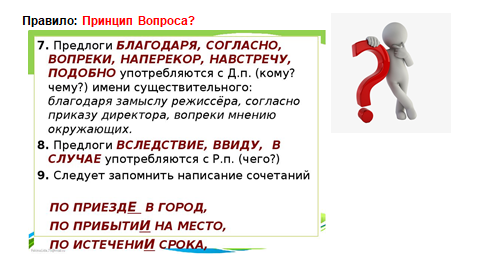 Правило: Принцип Вопроса?
7. Предлоги БЛАГОДАРЯ, СОГЛАСНО,
ВОПРЕКИ, НАПЕРЕКОР, НАВСТРЕЧУ,
ПОДОБНО употребляются с Д.п. (кому?
чему?) имени существительного:
благодаря замыслу режиссёра, согласно
приказу директора, вопреки мнению
окружающих.
8. Предлоги ВСЛЕДСТВИЕ, ВВИДУ, В
СЛУЧАЕ употребляются с Р.п. (чего?)
9. Следует запомнить написание сочетаний
ПО ПРИЕЗДЕ В ГОРОД,
ПО ПРИБЫТИИ НА МЕСТО,
ПО ИСТЕЧЕНИИ СРОКА,